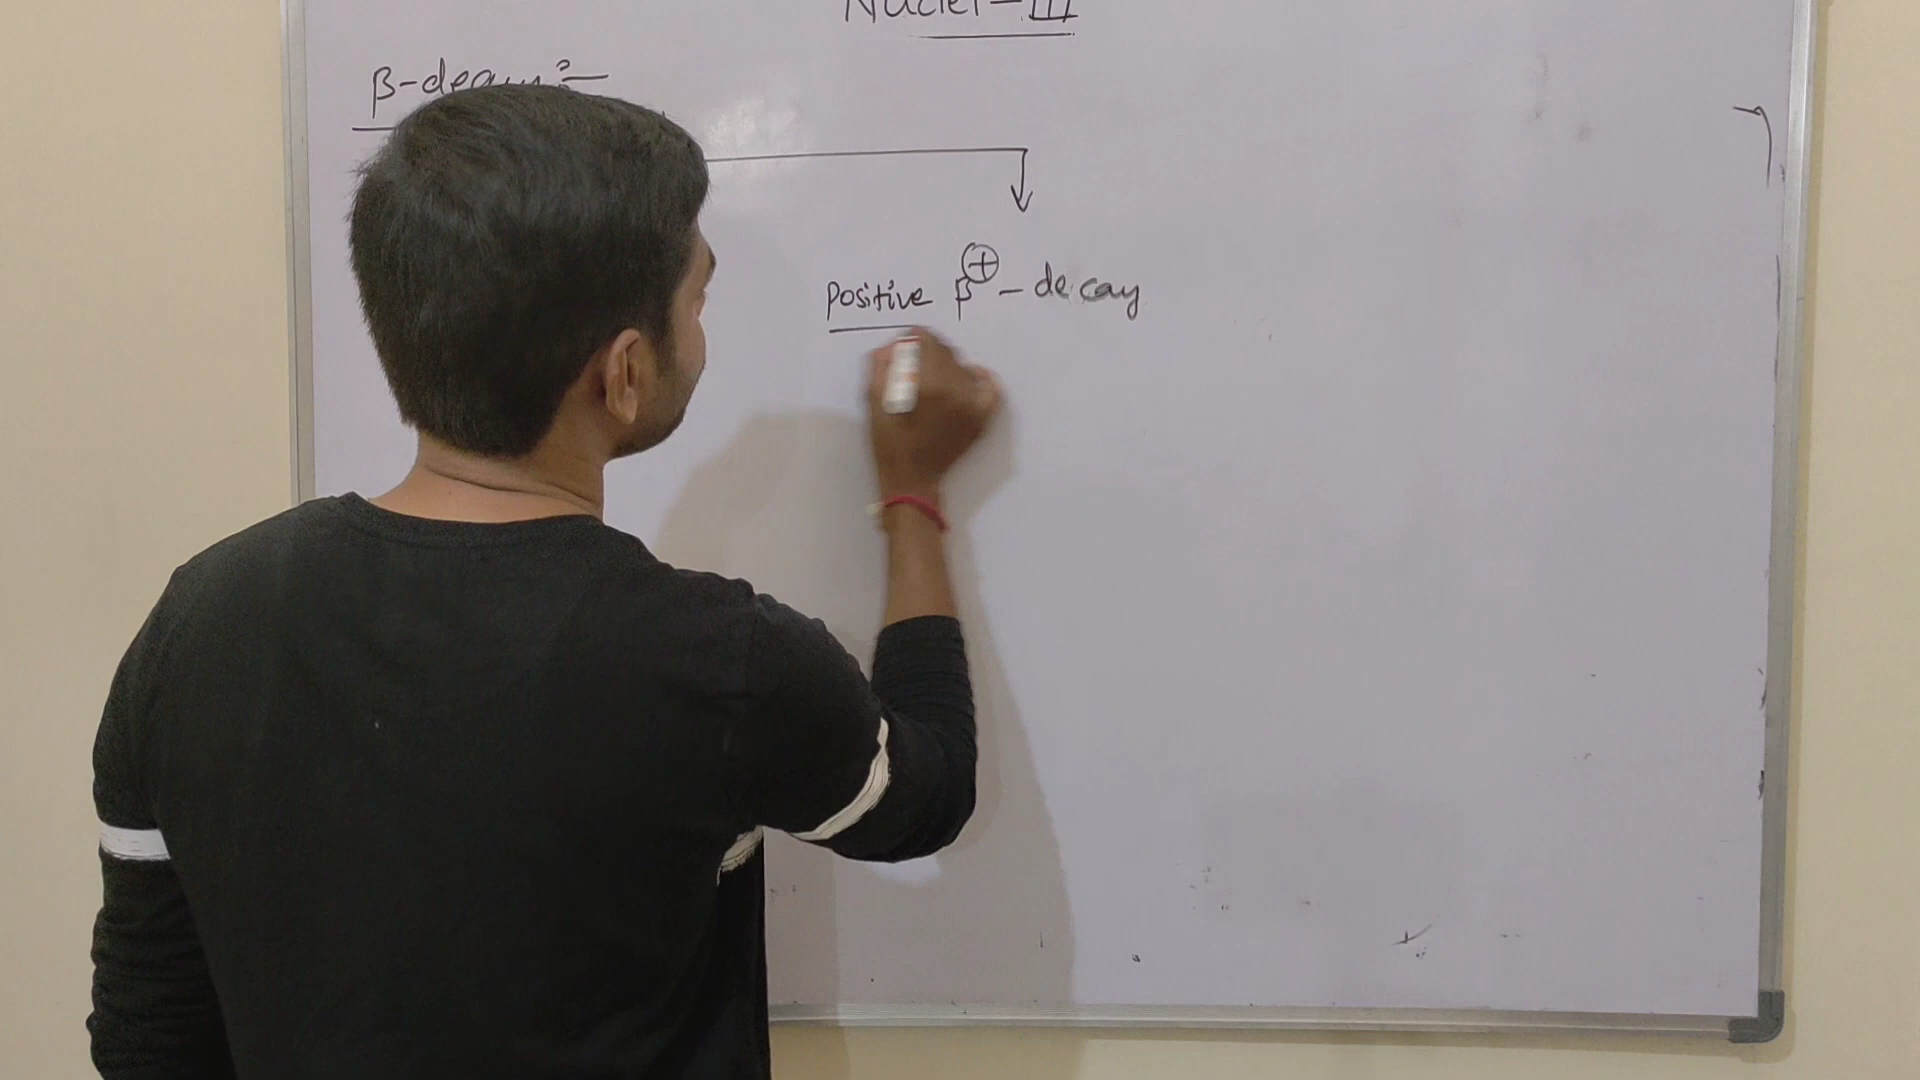 Nuclei-III
β-decay:-
Positive β⊕ - decay